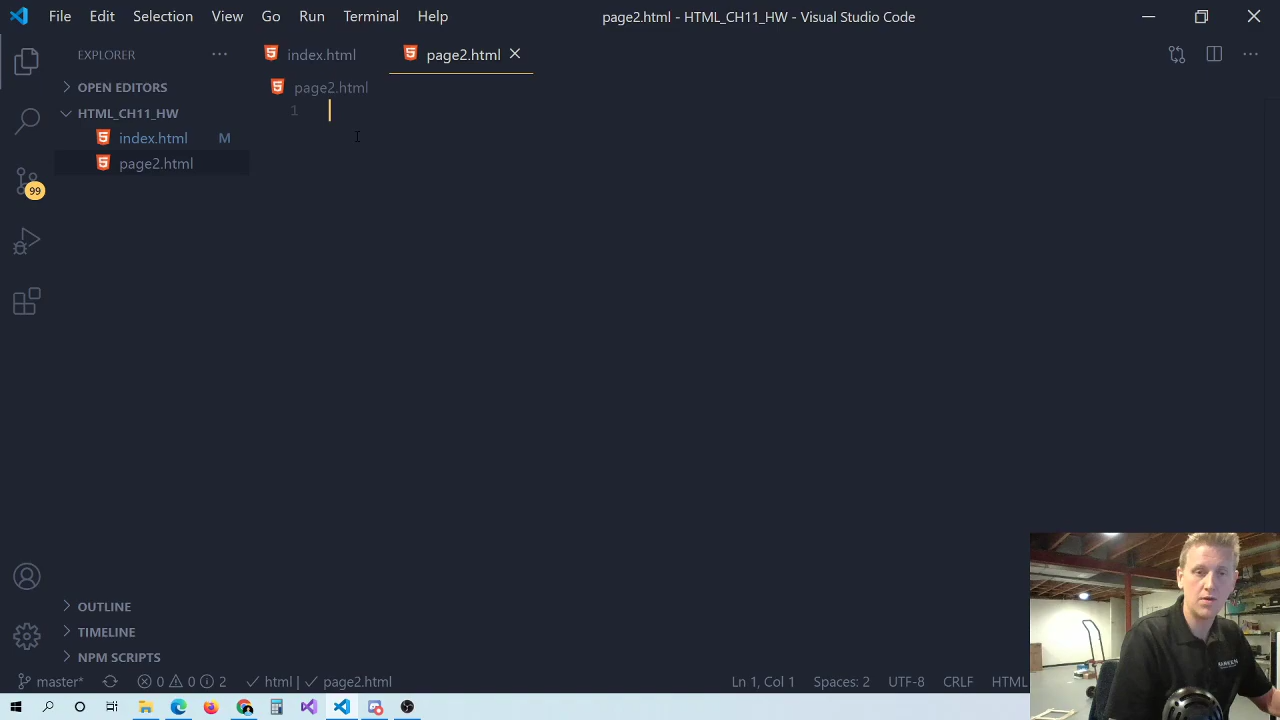 File Edit Selection View Go Run Terminal Help page2.html - HTML_CH11_HW - Visual Studio Code
EXPLORER
index.html page2.html
OPEN EDITORS
page2.html
HTML_CH11_HW
1
index.html M
page2.html
99
OUTLINE
TIMELINE
NPM SCRIPTS
master* 0 0 2 html | page2.html Ln 1, Col 1 Spaces: 2 UTF-8 CRLF HTML